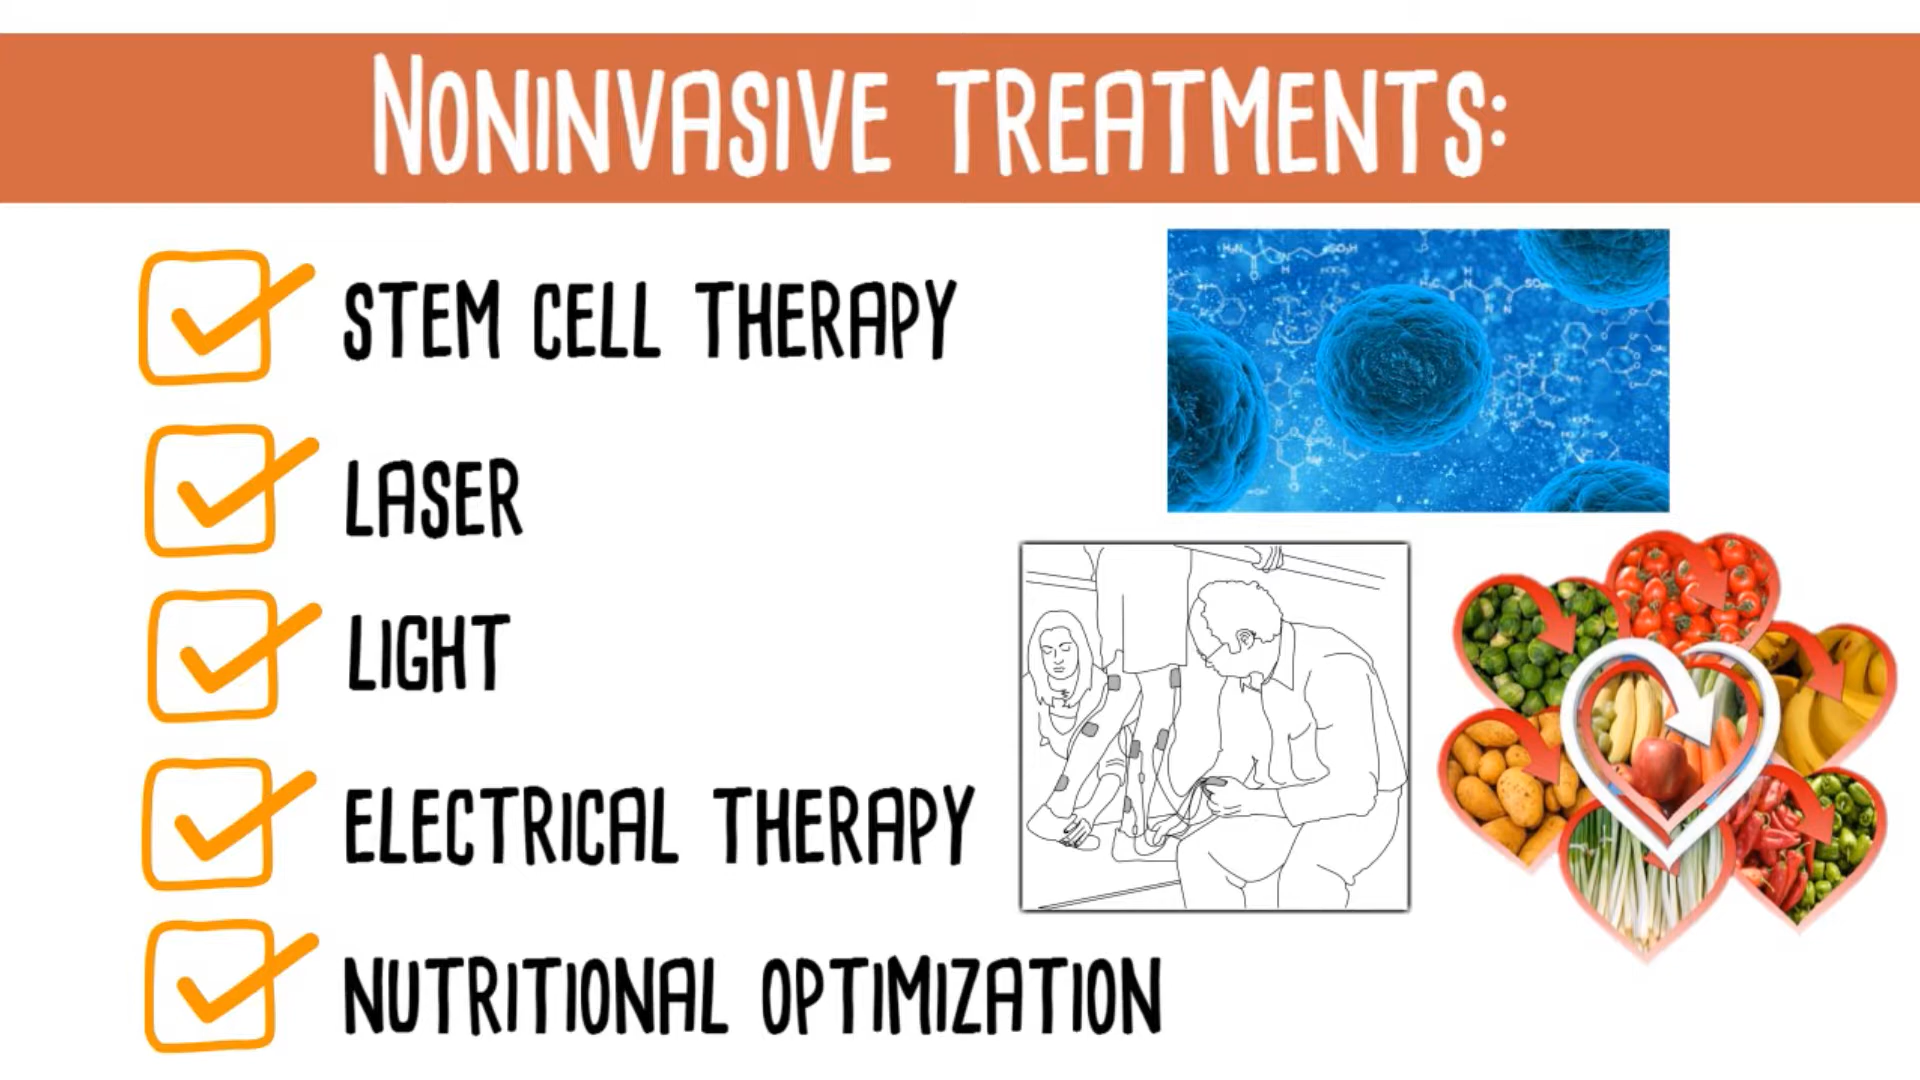 NONINVASIVE TREATMENTS:
STEM CELL THERAPY
LASER
LIGHT
ELECTRICAL THERAPY
NUTRITIONAL OPTIMIZATION